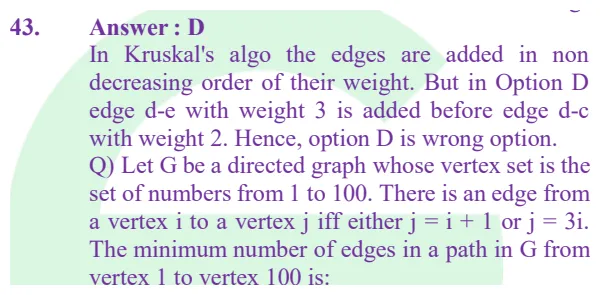 43. Answer : D
In Kruskal's algo the edges are added in non
decreasing order of their weight. But in Option D
edge d-e with weight 3 is added before edge d-c
with weight 2. Hence, option D is wrong option.
Q) Let G be a directed graph whose vertex set is the
set of numbers from 1 to 100. There is an edge from
a vertex i to a vertex j iff either j = i + 1 or j = 3i.
The minimum number of edges in a path in G from
vertex 1 to vertex 100 is: